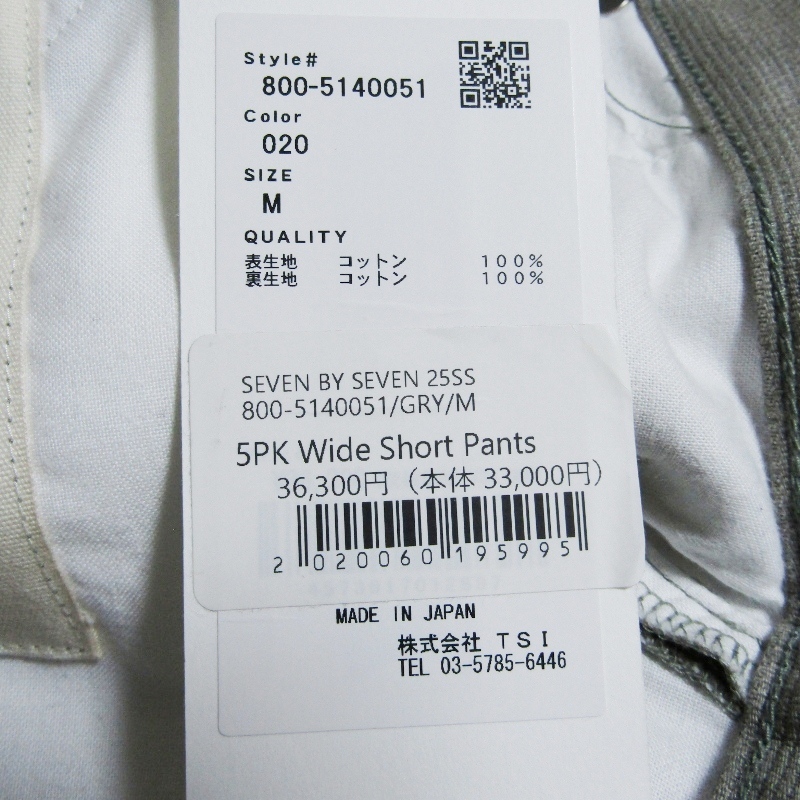 Style#
800-5140051
Color
020
SIZE
M
QUALITY
表生地 コットン 100%
裏生地 コットン 100%
SEVEN BY SEVEN 25SS
800-5140051/GRY/M
5PK Wide Short Pants
36,300円 (本体 33,000円)
2 020060 195995
MADE IN JAPAN
株式会社 TSI
TEL 03-5785-6446